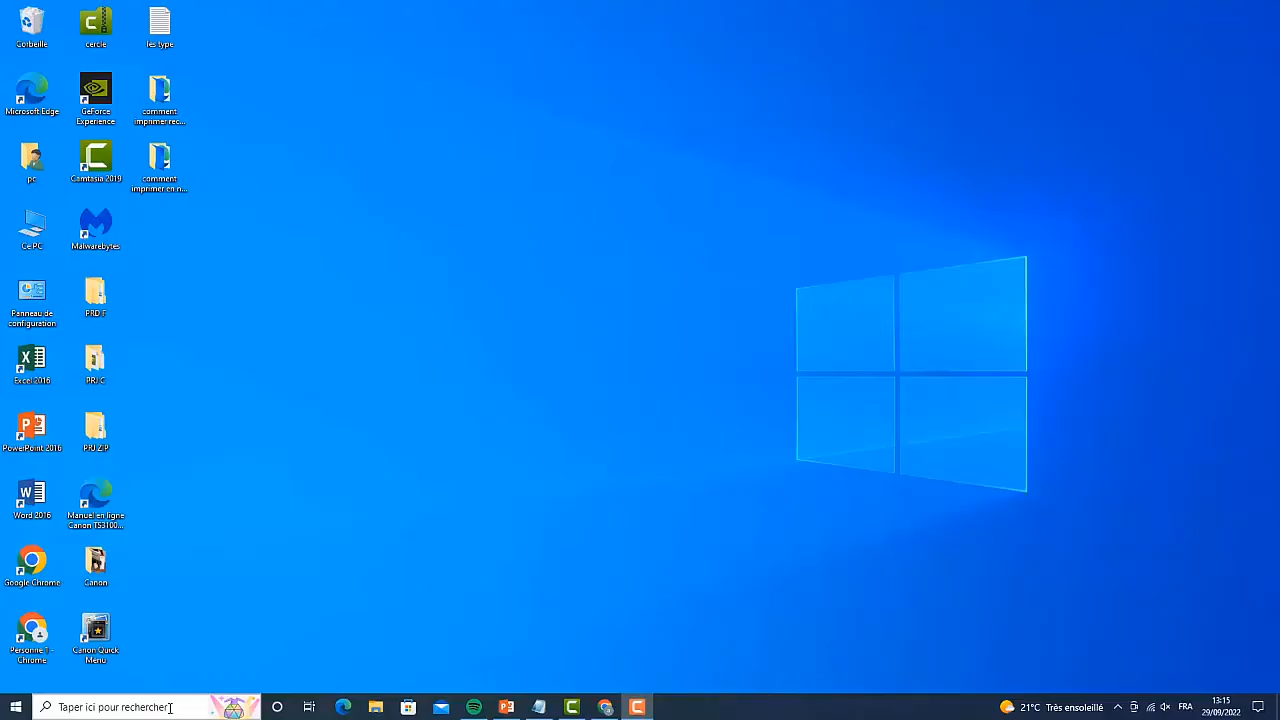 Corbeille
cercle
les type
Microsoft Edge
GeForce
Experience
comment
imprimer rec...
pc
Camtasia 2019
comment
imprimer en n...
Ce PC
Malwarebytes
Panneau de
configuration
PRD F
Excel 2016
PRJ C
PowerPoint 2016
PRJ ZIP
Word 2016
Manuel en ligne
Canon TS3100...
Google Chrome
Canon
Personne 1 -
Chrome
Canon Quick
Menu
Taper ici pour rechercher
21°C Très ensoleillé
FRA
13:15
29/09/2022